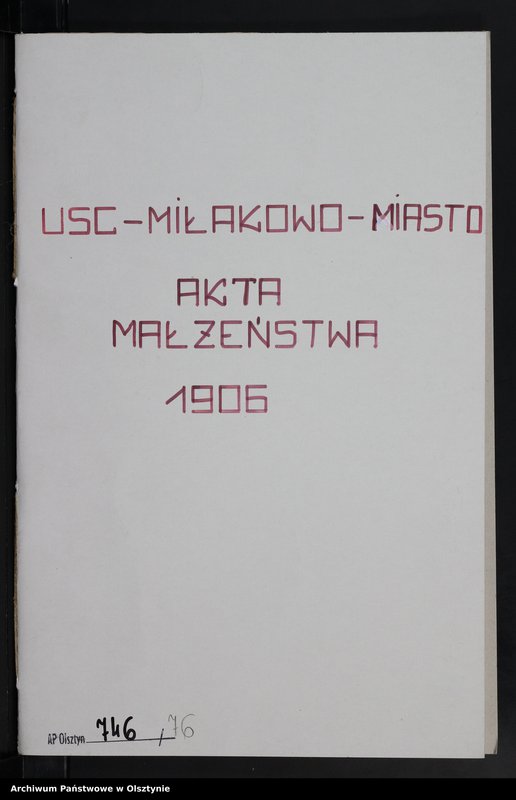 USC-MIŁAKOWO-MIASTO
AKTA
MAŁŻEŃSTWA
1906
AP Olsztyn 746 / 76
Archiwum Państwowe w Olsztynie